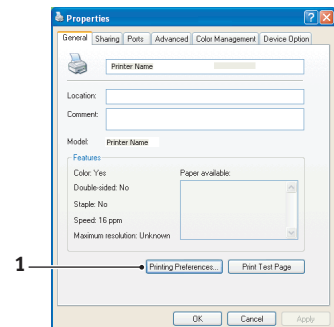 Properties
General Sharing Ports Advanced Color Management Device Option
Printer Name
Location:
Comment:
Model: Printer Name
Features
Color: Yes Paper available:
Double-sided: No
Staple: No
Speed: 16 ppm
Maximum resolution: Unknown
1 Printing Preferences... Print Test Page
OK Cancel Apply